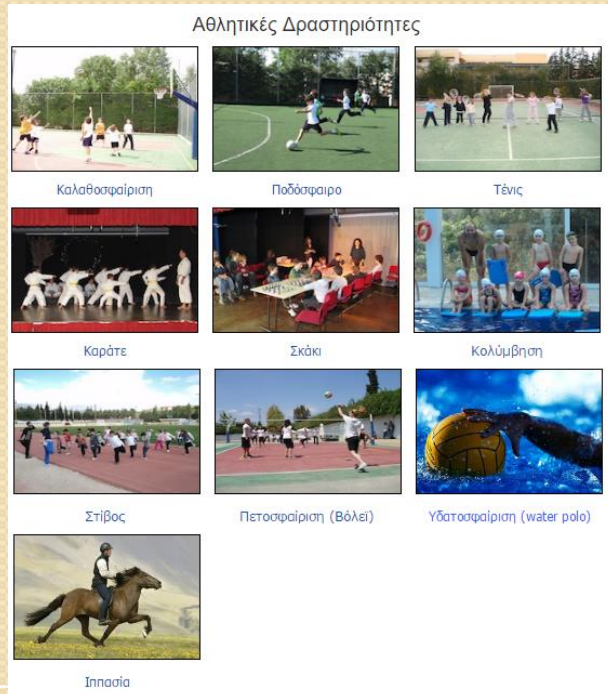 Αθλητικές Δραστηριότητες
Καλαθοσφαίριση Ποδόσφαιρο Τένις
Καράτε Σκάκι Κολύμβηση
Στίβος Πετοσφαίριση (Βόλεϊ) Υδατοσφαίριση (water polo)
Ιππασία